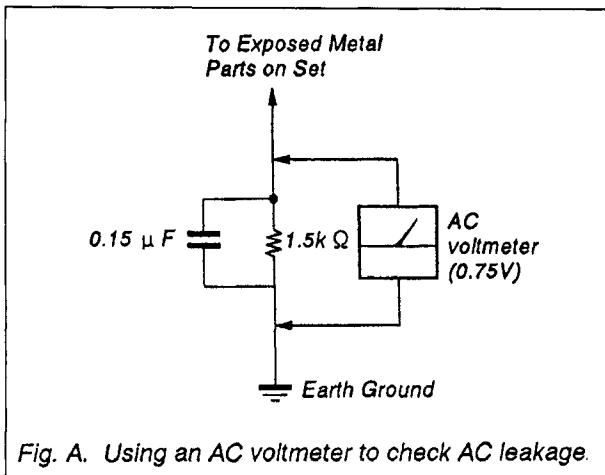 To Exposed Metal
Parts on Set
0.15 μ F
1.5k Ω
AC
voltmeter
(0.75V)
Earth Ground
Fig. A. Using an AC voltmeter to check AC leakage.